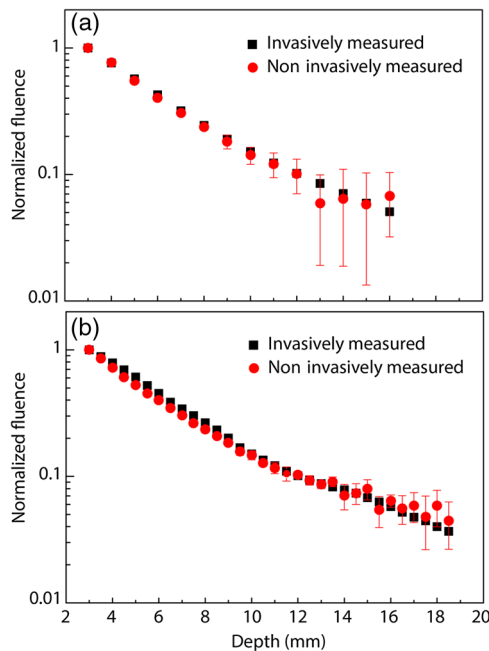 (a)
Invasively measured
Non invasively measured
1
0.1
0.01
Normalized fluence
(b)
Invasively measured
Non invasively measured
1
0.1
0.01
Normalized fluence
2 4 6 8 10 12 14 16 18 20
Depth (mm)